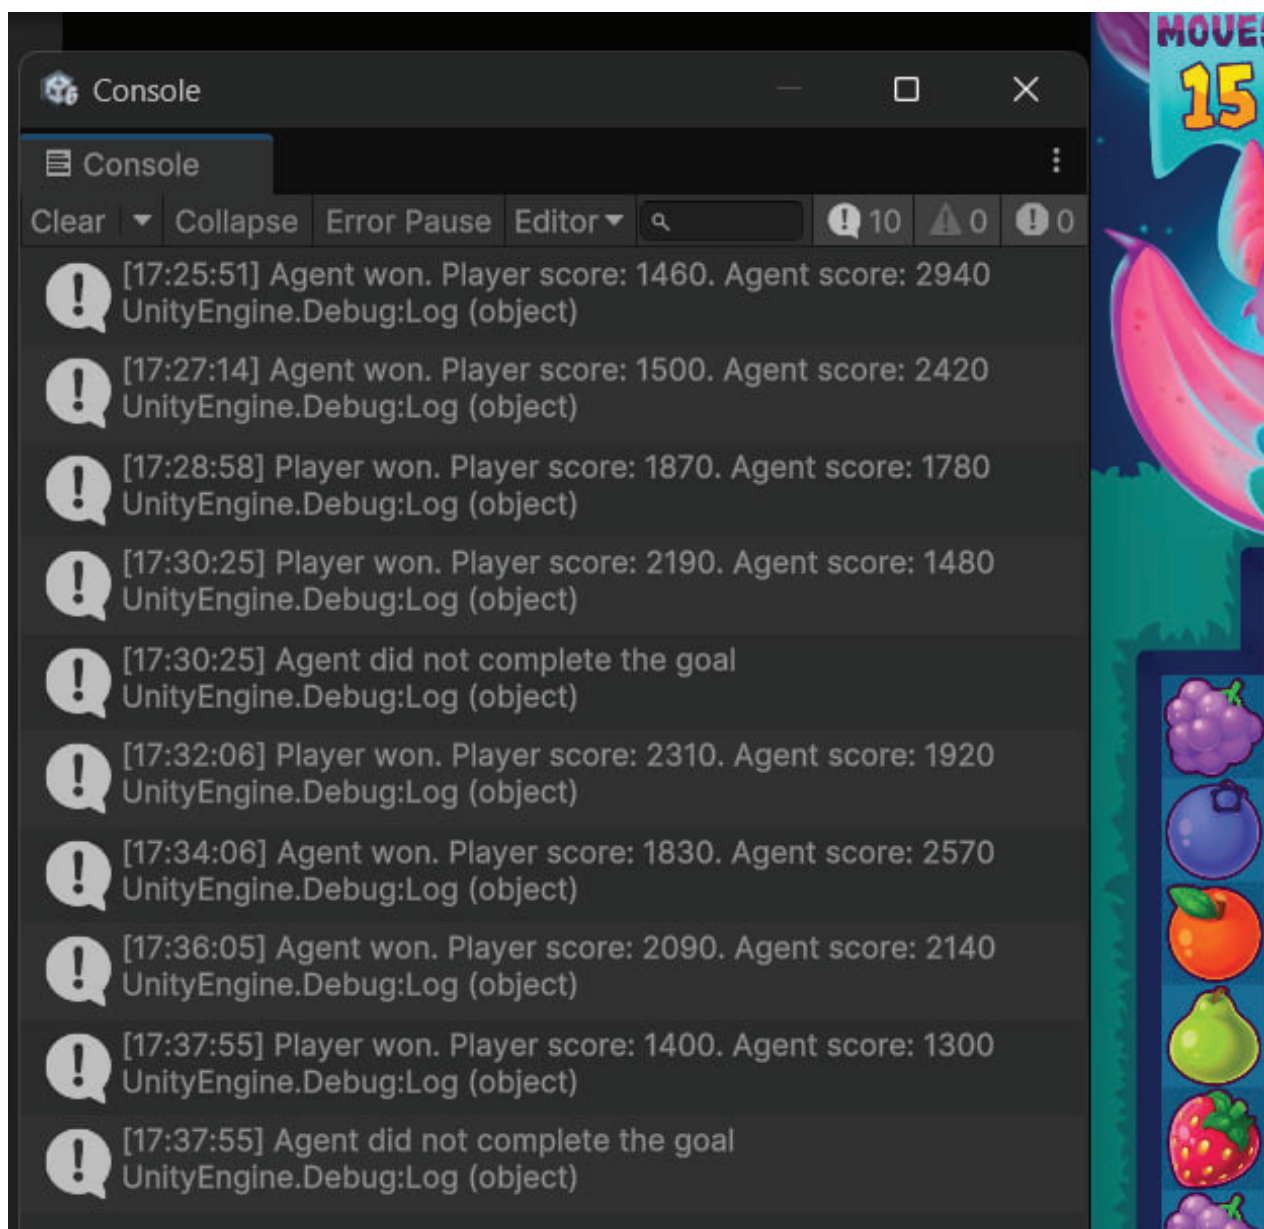 MOVES
15
Console
Console
Clear Collapse Error Pause Editor 10 0 0
[17:25:51] Agent won. Player score: 1460. Agent score: 2940
UnityEngine.Debug:Log (object)
[17:27:14] Agent won. Player score: 1500. Agent score: 2420
UnityEngine.Debug:Log (object)
[17:28:58] Player won. Player score: 1870. Agent score: 1780
UnityEngine.Debug:Log (object)
[17:30:25] Player won. Player score: 2190. Agent score: 1480
UnityEngine.Debug:Log (object)
[17:30:25] Agent did not complete the goal
UnityEngine.Debug:Log (object)
[17:32:06] Player won. Player score: 2310. Agent score: 1920
UnityEngine.Debug:Log (object)
[17:34:06] Agent won. Player score: 1830. Agent score: 2570
UnityEngine.Debug:Log (object)
[17:36:05] Agent won. Player score: 2090. Agent score: 2140
UnityEngine.Debug:Log (object)
[17:37:55] Player won. Player score: 1400. Agent score: 1300
UnityEngine.Debug:Log (object)
[17:37:55] Agent did not complete the goal
UnityEngine.Debug:Log (object)